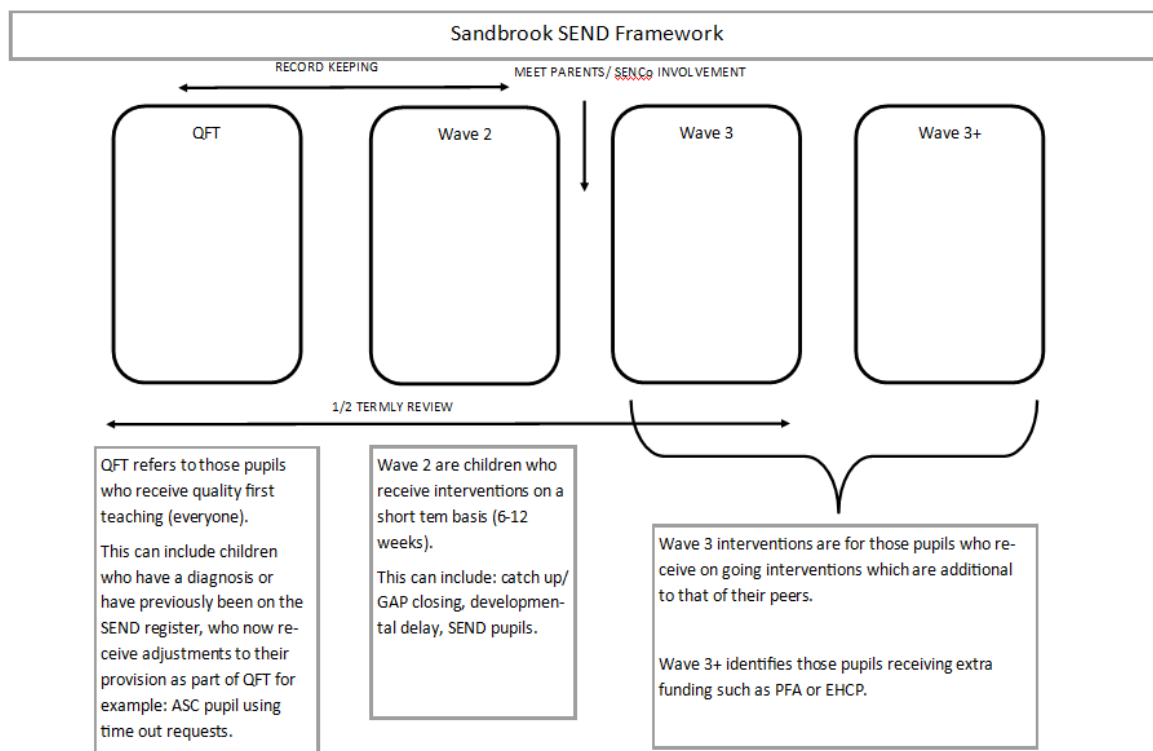 Sandbrook SEND Framework
RECORD KEEPING
MEET PARENTS/ SENCo INVOLVEMENT
QFT
Wave 2
Wave 3
Wave 3+
1/2 TERMLY REVIEW
QFT refers to those pupils
who receive quality first
teaching (everyone).
This can include children
who have a diagnosis or
have previously been on the
SEND register, who now re-
ceive adjustments to their
provision as part of QFT for
example: ASC pupil using
time out requests.
Wave 2 are children who
receive interventions on a
short tem basis (6-12
weeks).
This can include: catch up/
GAP closing, developmen-
tal delay, SEND pupils.
Wave 3 interventions are for those pupils who re-
ceive on going interventions which are additional
to that of their peers.
Wave 3+ identifies those pupils receiving extra
funding such as PFA or EHCP.